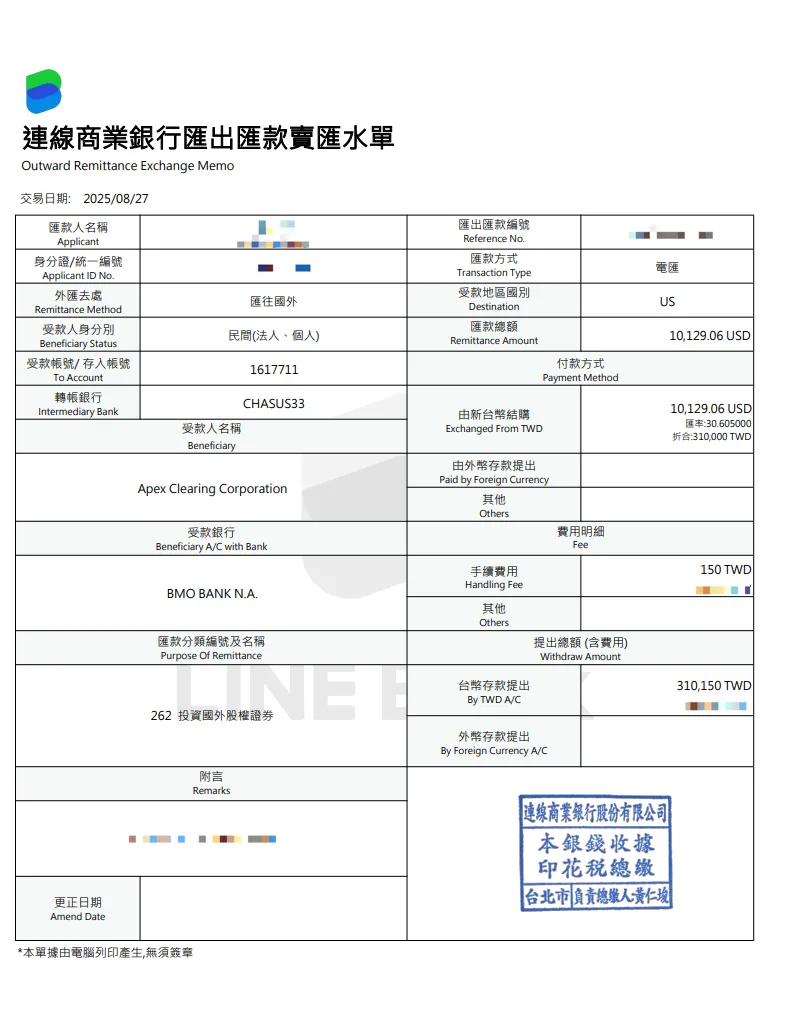 連線商業銀行匯出匯款賣匯水單
Outward Remittance Exchange Memo
交易日期: 2025/08/27
匯款人名稱
Applicant
匯出匯款編號
Reference No.
身分證/統一編號
Applicant ID No.
匯款方式
Transaction Type
電匯
外匯去處
Remittance Method
匯往國外
受款地區國別
Destination
US
受款人身分別
Beneficiary Status
民間(法人、個人)
匯款總額
Remittance Amount
10,129.06 USD
受款帳號/ 存入帳號
To Account
1617711
付款方式
Payment Method
轉帳銀行
Intermediary Bank
CHASUS33
由新台幣結購
Exchanged From TWD
10,129.06 USD
匯率:30.605000
折合:310,000 TWD
受款人名稱
Beneficiary
Apex Clearing Corporation
由外幣存款提出
Paid by Foreign Currency
其他
Others
受款銀行
Beneficiary A/C with Bank
費用明細
Fee
BMO BANK N.A.
手續費用
Handling Fee
150 TWD
其他
Others
匯款分類編號及名稱
Purpose Of Remittance
提出總額 (含費用)
Withdraw Amount
262 投資國外股權證券
台幣存款提出
By TWD A/C
310,150 TWD
外幣存款提出
By Foreign Currency A/C
附言
Remarks
連線商業銀行股份有限公司
本銀錢收據
印花税總繳
台北市 負責總繳人:黃仁埈
更正日期
Amend Date
*本單據由電腦列印產生,無須簽章